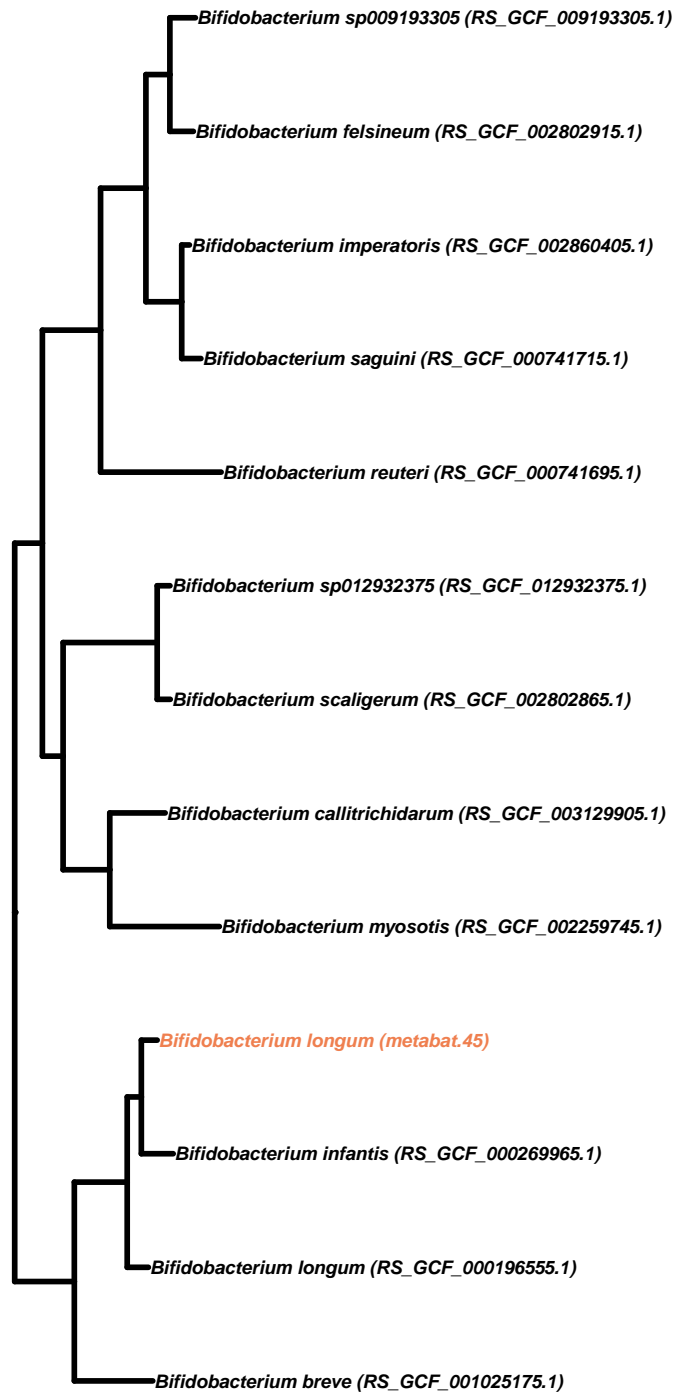 Bifidobacterium sp009193305 (RS_GCF_009193305.1)
Bifidobacterium felsineum (RS_GCF_002802915.1)
Bifidobacterium imperatoris (RS_GCF_002860405.1)
Bifidobacterium saguini (RS_GCF_000741715.1)
Bifidobacterium reuteri (RS_GCF_000741695.1)
Bifidobacterium sp012932375 (RS_GCF_012932375.1)
Bifidobacterium scaligerum (RS_GCF_002802865.1)
Bifidobacterium callitrichidarum (RS_GCF_003129905.1)
Bifidobacterium myosotis (RS_GCF_002259745.1)
Bifidobacterium longum (metabat.45)
Bifidobacterium infantis (RS_GCF_000269965.1)
Bifidobacterium longum (RS_GCF_000196555.1)
Bifidobacterium breve (RS_GCF_001025175.1)